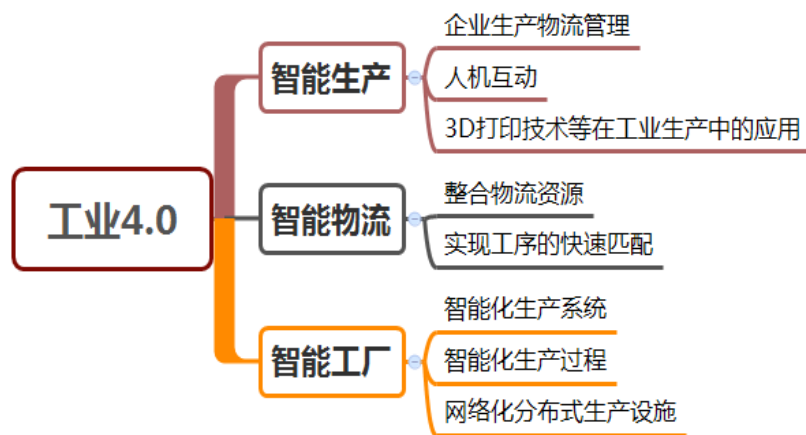 工业4.0
智能生产
企业生产物流管理
人机互动
3D打印技术等在工业生产中的应用
智能物流
整合物流资源
实现工序的快速匹配
智能工厂
智能化生产系统
智能化生产过程
网络化分布式生产设施